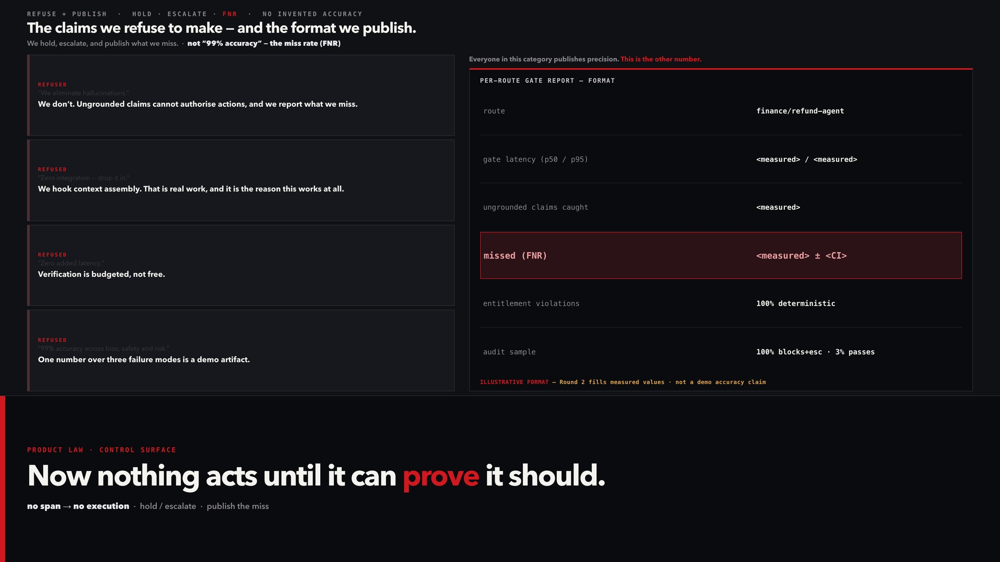 REFUSE + PUBLISH · HOLD · ESCALATE · FNR · NO INVENTED ACCURACY
The claims we refuse to make — and the format we publish.
We hold, escalate, and publish what we miss. · not “99% accuracy” — the miss rate (FNR)
REFUSED
“We eliminate hallucinations.”
We don’t. Ungrounded claims cannot authorise actions, and we report what we miss.
REFUSED
“Zero integration — drop it in.”
We hook context assembly. That is real work, and it is the reason this works at all.
REFUSED
“Zero added latency.”
Verification is budgeted, not free.
REFUSED
“99% accuracy across bias, safety and risk.”
One number over three failure modes is a demo artifact.
Everyone in this category publishes precision. This is the other number.
PER–ROUTE GATE REPORT — FORMAT
route finance/refund–agent
gate latency (p50 / p95) <measured> / <measured>
ungrounded claims caught <measured>
missed (FNR) <measured> ± <CI>
entitlement violations 100% deterministic
audit sample 100% blocks+esc · 3% passes
ILLUSTRATIVE FORMAT — Round 2 fills measured values · not a demo accuracy claim
PRODUCT LAW · CONTROL SURFACE
Now nothing acts until it can prove it should.
no span → no execution · hold / escalate · publish the miss